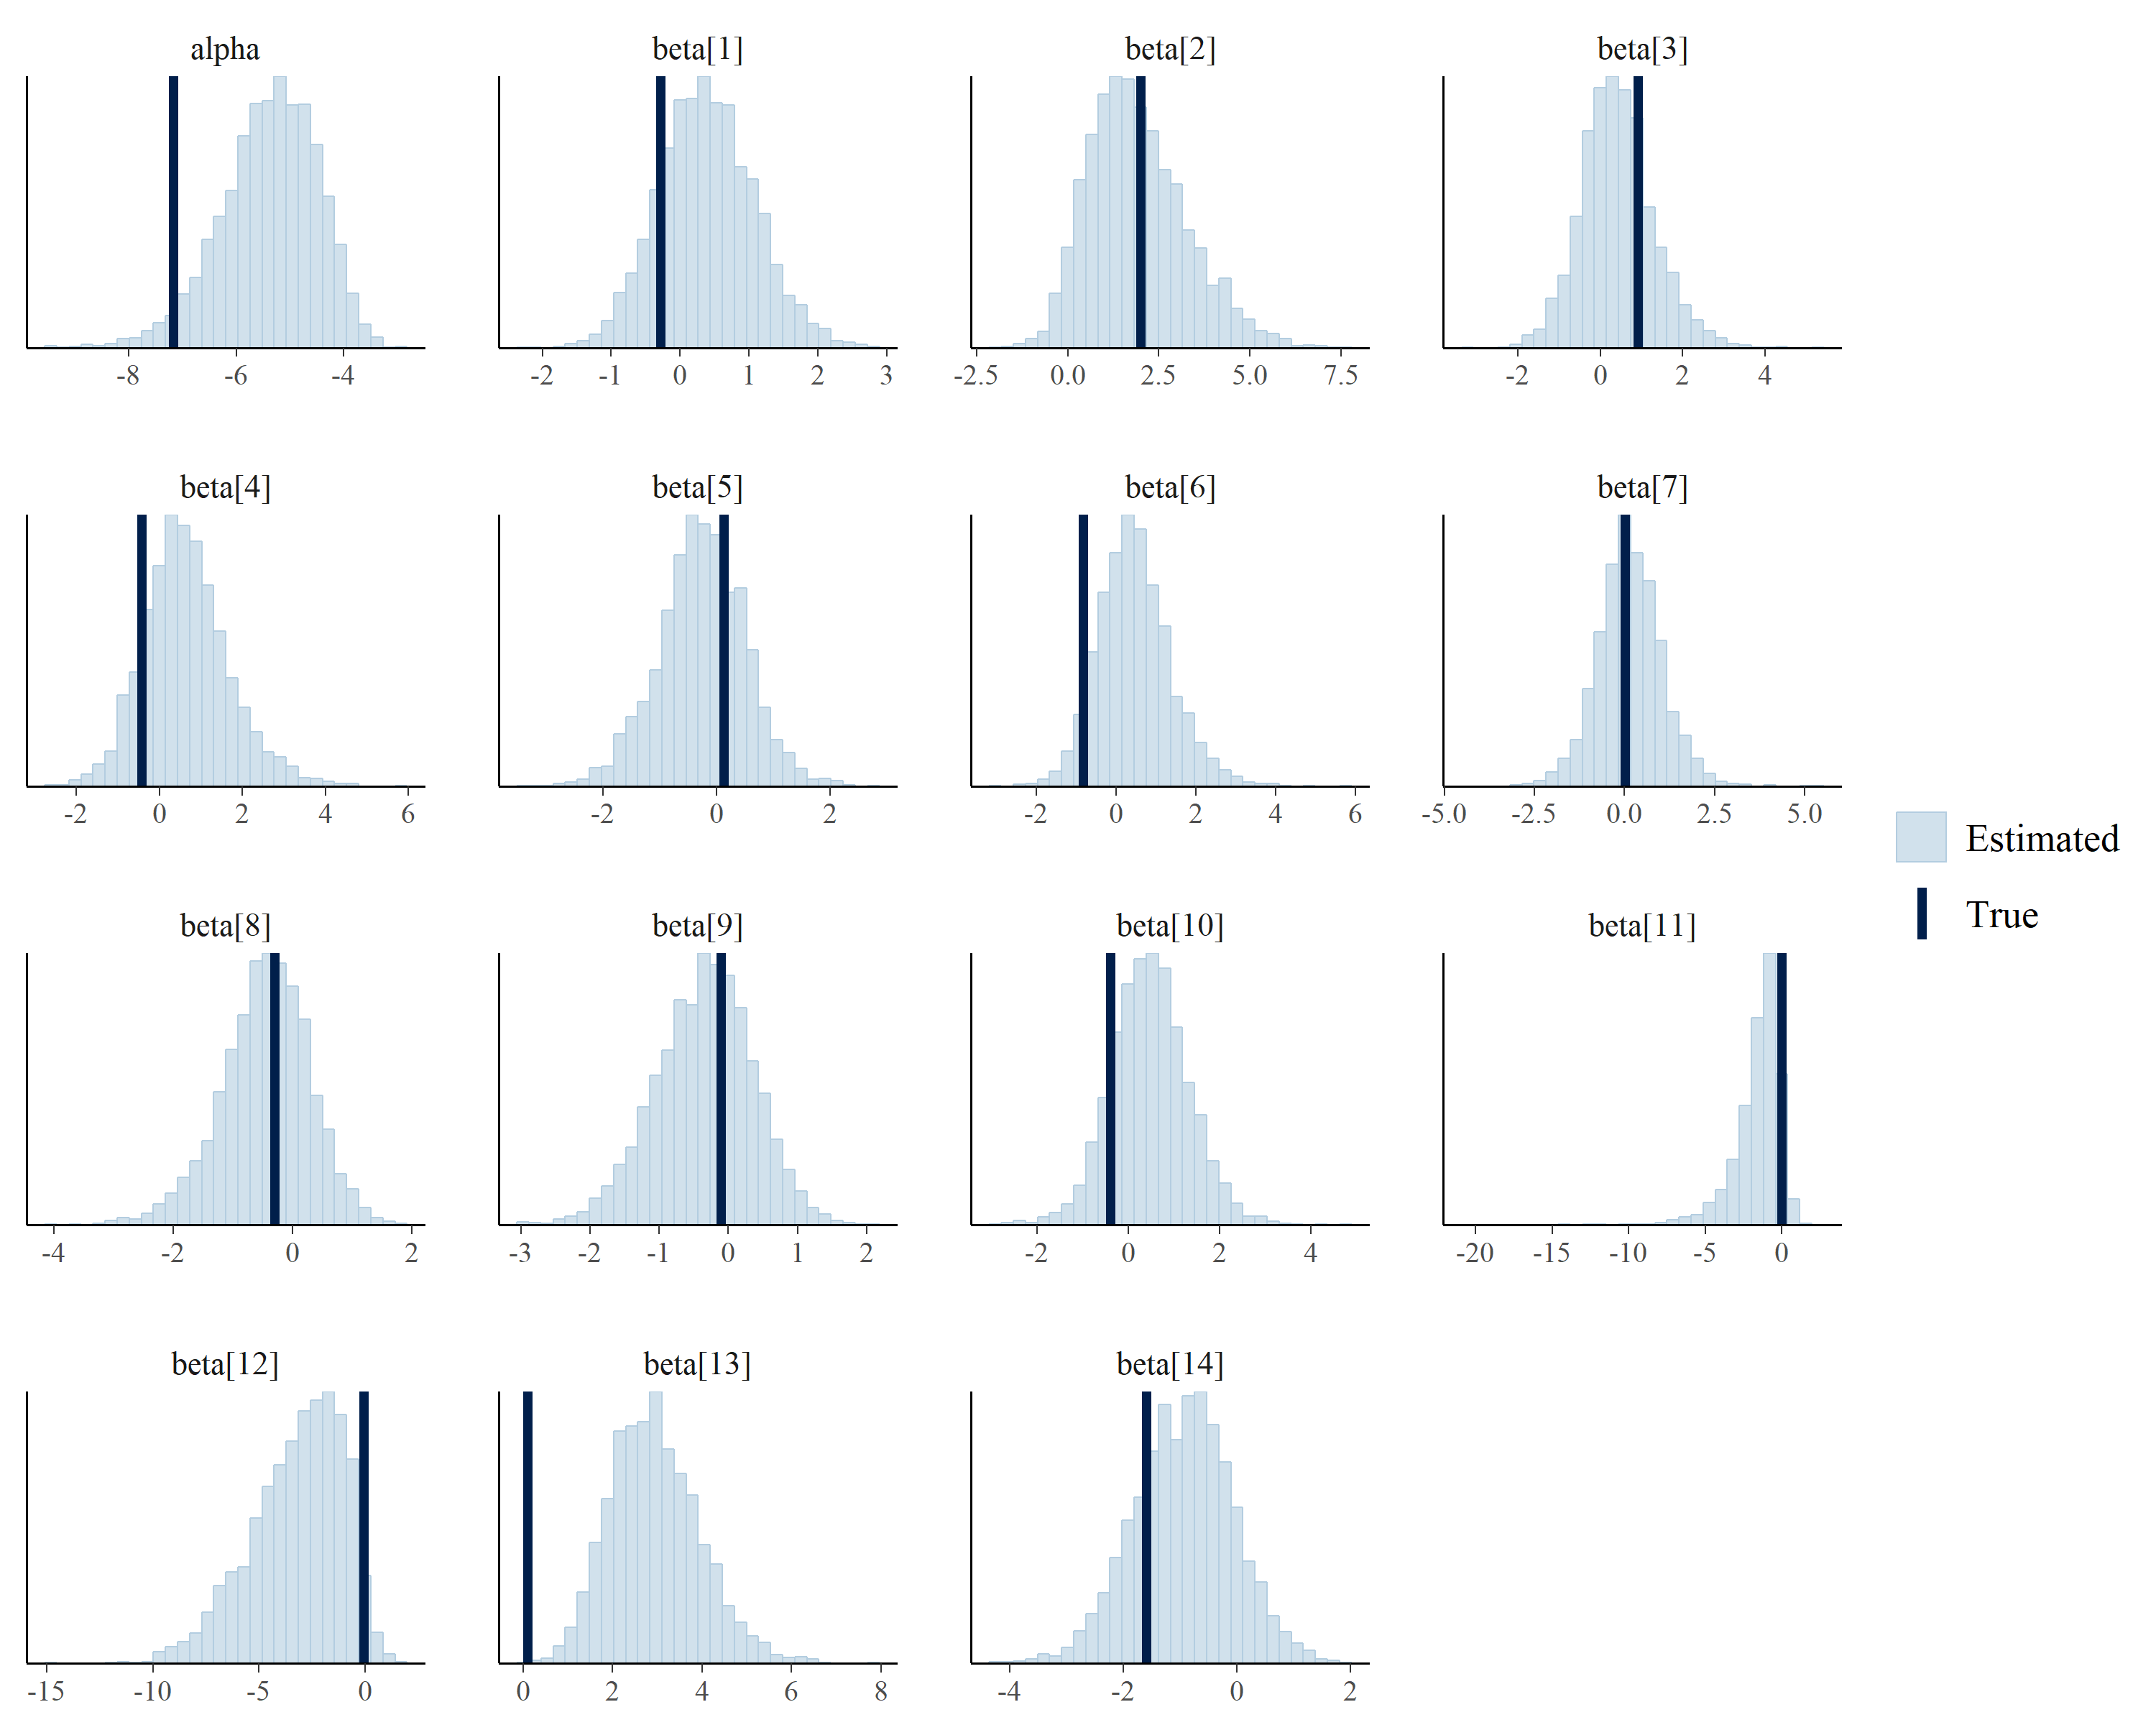 alpha beta[1] beta[2] beta[3]
-8 -6 -4 -2 -1 0 1 2 3 -2.5 0.0 2.5 5.0 7.5 -2 0 2 4
beta[4] beta[5] beta[6] beta[7]
-2 0 2 4 6 -2 0 2 -2 0 2 4 6 -5.0 -2.5 0.0 2.5 5.0
Estimated
True
beta[8] beta[9] beta[10] beta[11]
-4 -2 0 2 -3 -2 -1 0 1 2 -2 0 2 4 -20 -15 -10 -5 0
beta[12] beta[13] beta[14]
-15 -10 -5 0 0 2 4 6 8 -4 -2 0 2